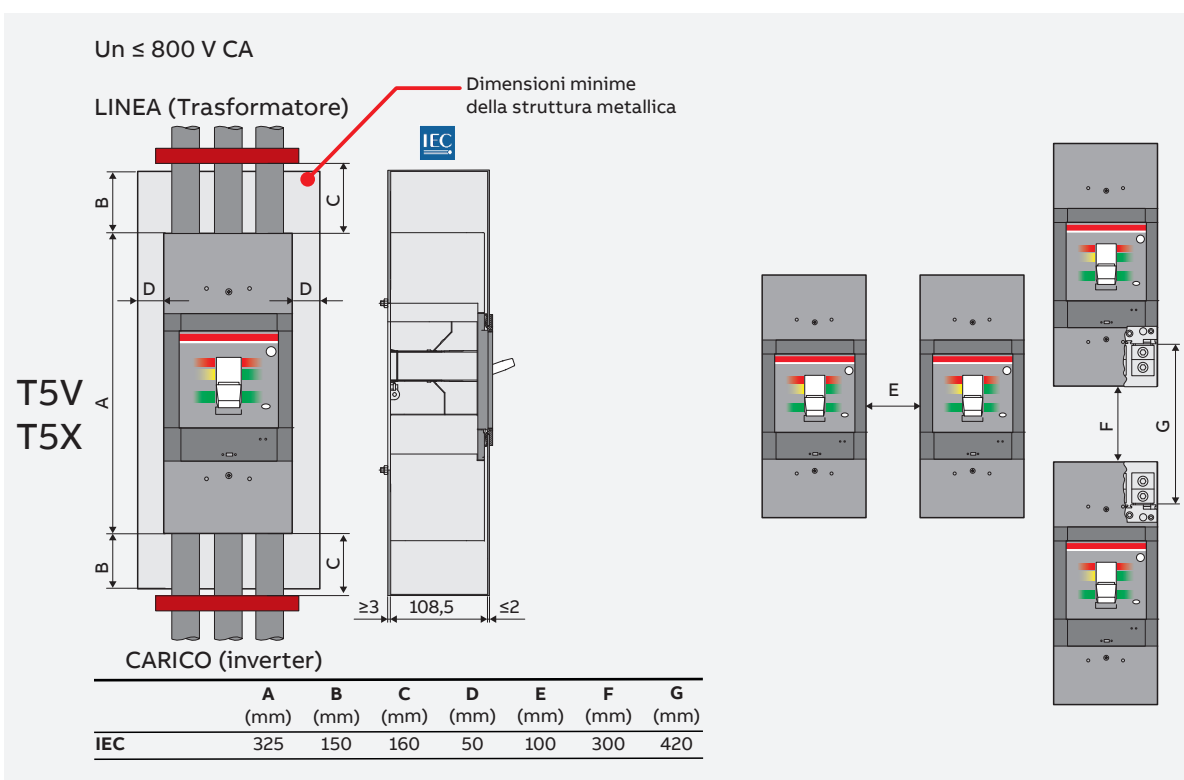 Un ≤ 800 V CA
LINEA (Trasformatore)
Dimensioni minime
della struttura metallica
IEC
B
C
D
D
A
T5V
T5X
B
C
≥3
108,5
≤2
CARICO (inverter)
E
F
G
A B C D E F G
(mm) (mm) (mm) (mm) (mm) (mm) (mm)
IEC 325 150 160 50 100 300 420